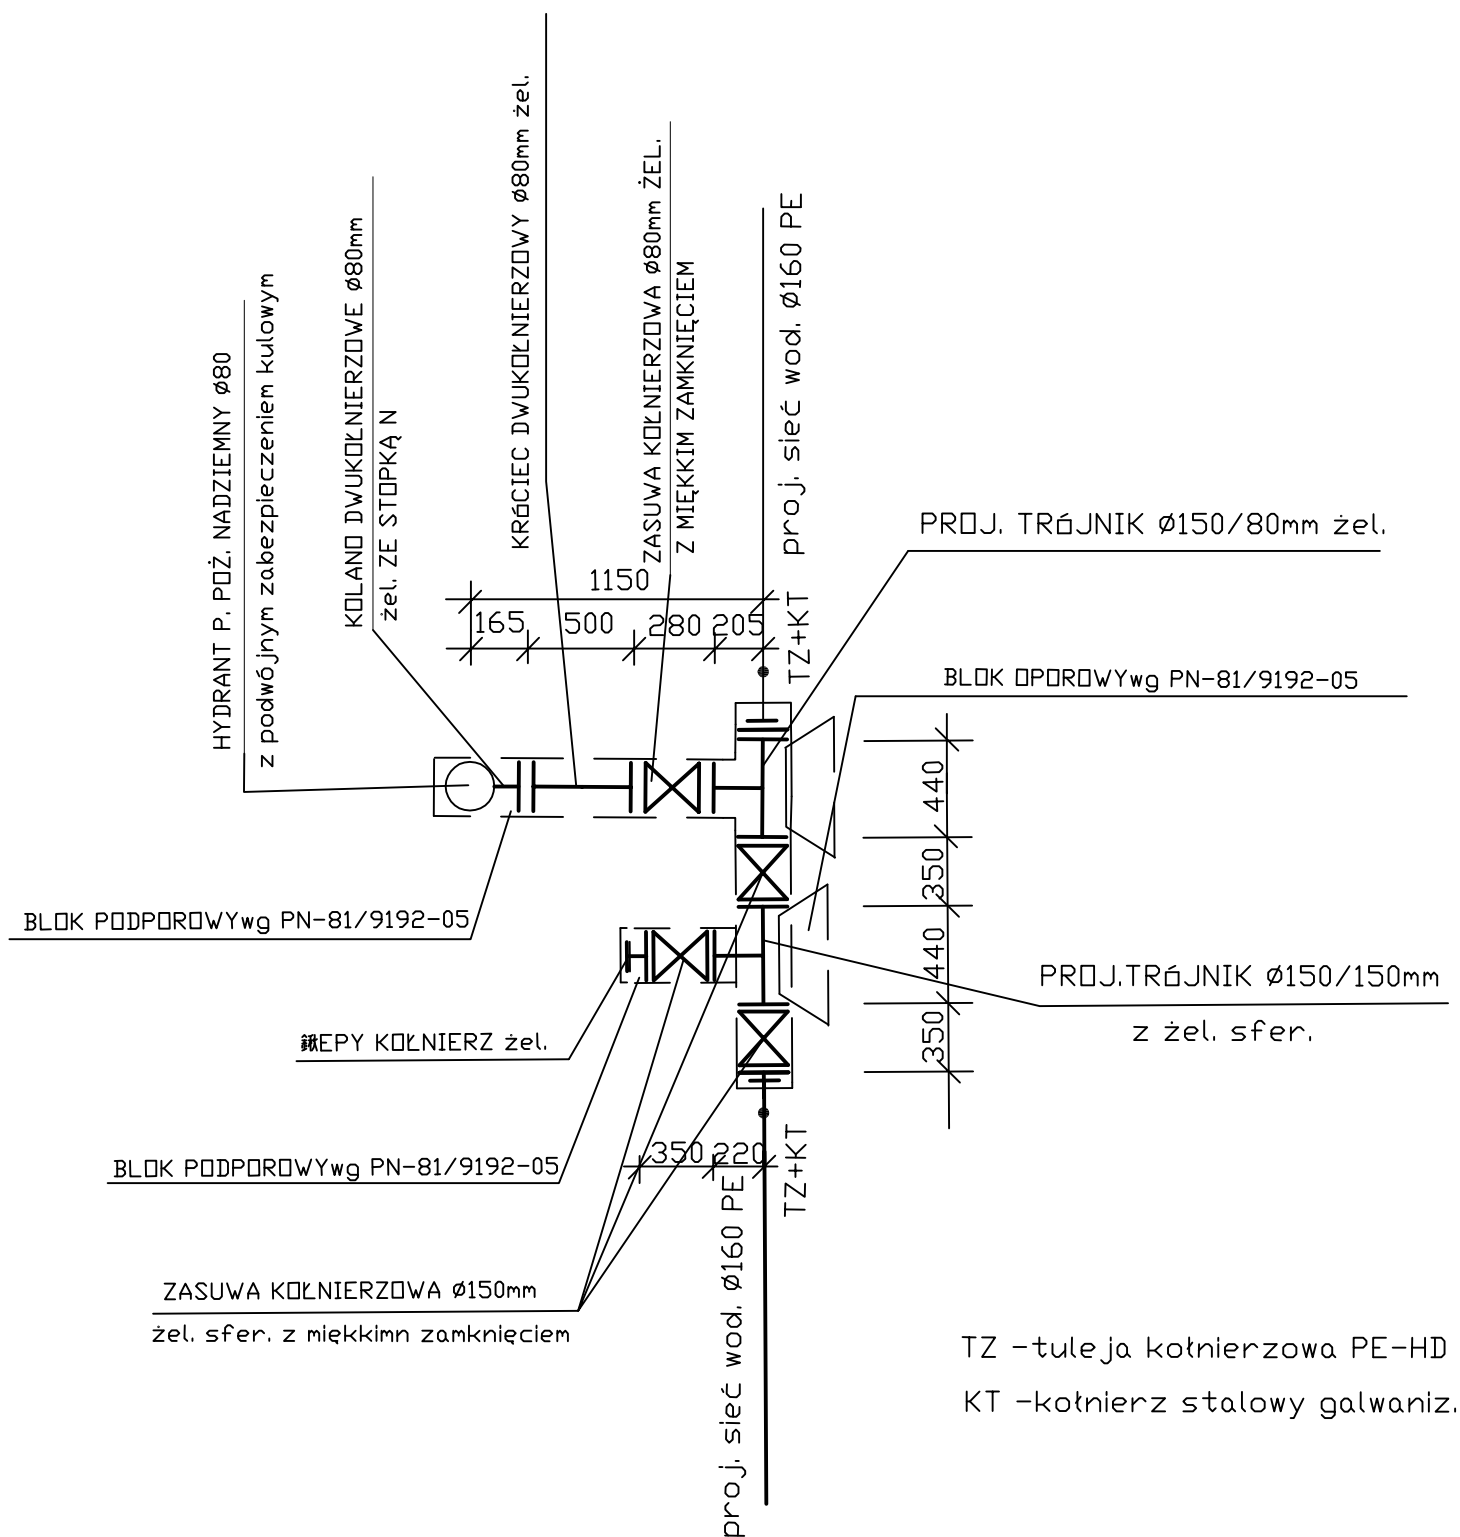 HYDRANT P. POŻ. NADZIEMNY ø80
z podwójnym zabezpieczeniem kulowym
KOLANO DWUKOŁNIERZOWE ø80mm
żel. ZE STOPKĄ N
KRóCIEC DWUKOŁNIERZOWY ø80mm żel.
ZASUWA KOŁNIERZOWA ø80mm ŻEL.
Z MIĘKKIM ZAMKNIĘCIEM
proj. sieć wod. Ø160 PE
PROJ. TRóJNIK Ø150/80mm żel.
1150
165 500 280 205
TZ+KT
BLOK OPOROWYwg PN-81/9192-05
440
350
440
350
BLOK PODPOROWYwg PN-81/9192-05
PROJ.TRóJNIK Ø150/150mm
z żel. sfer.
EPY KOŁNIERZ żel.
BLOK PODPOROWYwg PN-81/9192-05
350 220
TZ+KT
proj. sieć wod. Ø160 PE
ZASUWA KOŁNIERZOWA Ø150mm
żel. sfer. z miękkimn zamknięciem
TZ -tuleja kołnierzowa PE-HD
KT -kołnierz stalowy galwaniz.